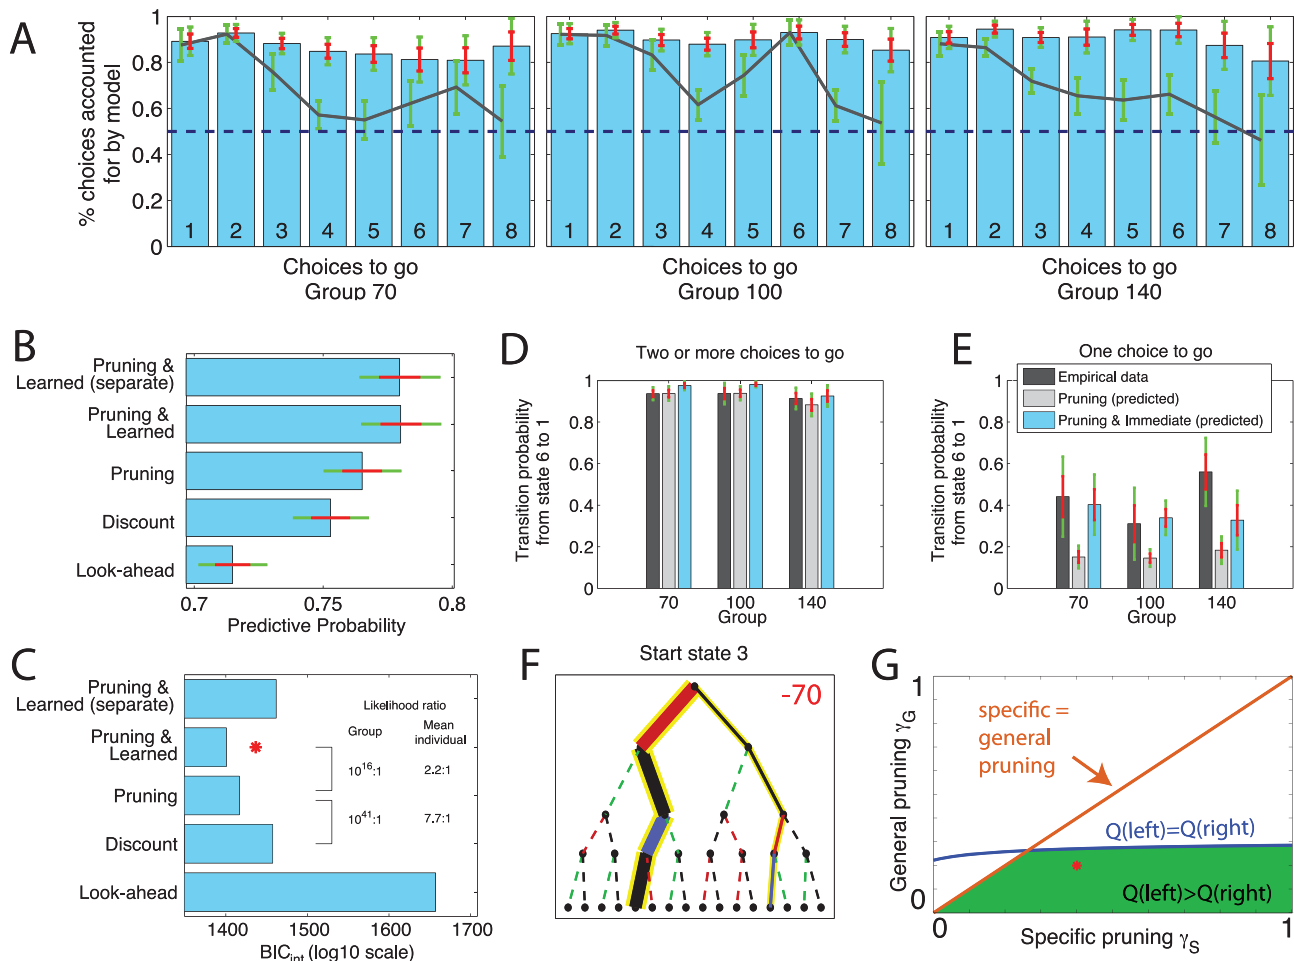 A
% choices accounted
for by model
1
0.8
0.6
0.4
0.2
0
1 2 3 4 5 6 7 8
Choices to go
Group 70
1 2 3 4 5 6 7 8
Choices to go
Group 100
1 2 3 4 5 6 7 8
Choices to go
Group 140
B
Pruning &
Learned (separate)
Pruning &
Learned
Pruning
Discount
Look-ahead
0.7 0.75 0.8
Predictive Probability
D
Two or more choices to go
Transition probability
from state 6 to 1
1
0.8
0.6
0.4
0.2
0
70 100 140
Group
E
One choice to go
Empirical data
Pruning (predicted)
Pruning & Immediate (predicted)
Transition probability
from state 6 to 1
1
0.8
0.6
0.4
0.2
0
70 100 140
Group
C
Pruning &
Learned (separate)
Pruning &
Learned
Pruning
Discount
Look-ahead
*
Likelihood ratio
Group Mean individual
10^16:1 2.2:1
10^41:1 7.7:1
1400 1500 1600 1700
BIC_int (log10 scale)
F
Start state 3
-70
G
General pruning γ_G
1
0
specific =
general
pruning
Q(left)=Q(right)
*
Q(left)>Q(right)
0 1
Specific pruning γ_S